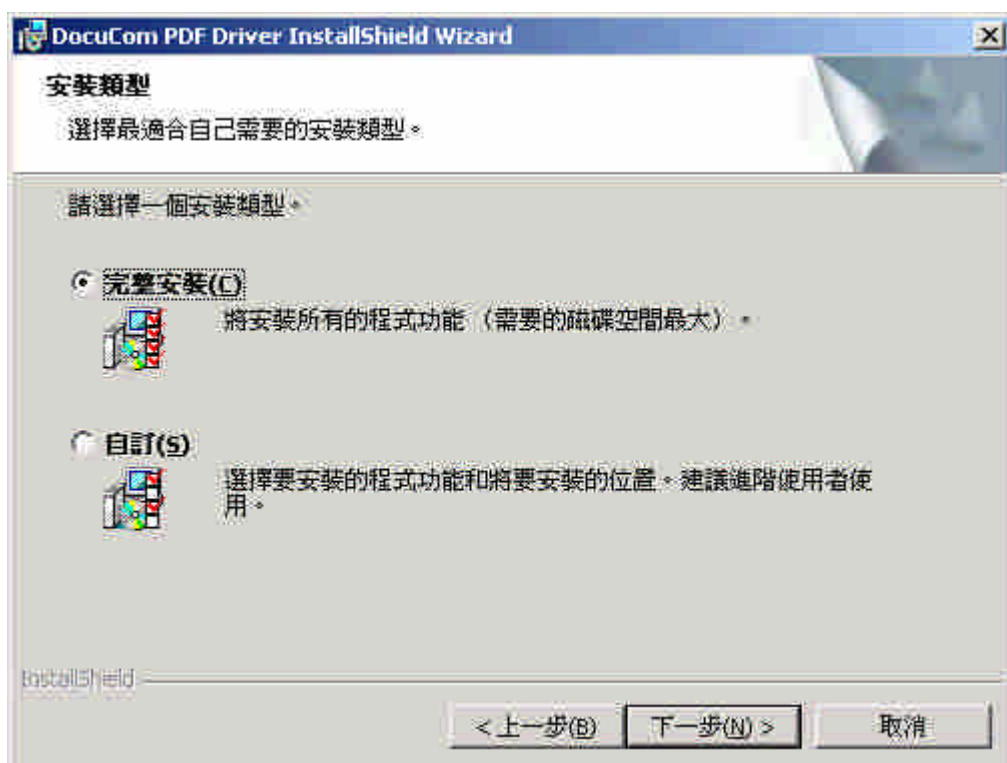 DocuCom PDF Driver InstallShield Wizard
安裝類型
選擇最適合自己需要的安裝類型。
請選擇一個安裝類型。
完整安裝(C)
將安裝所有的程式功能 (需要的磁碟空間最大) 。
自訂(S)
選擇要安裝的程式功能和將要安裝的位置。建議進階使用者使
用。
InstallShield
<上一步(B)
下一步(N) >
取消